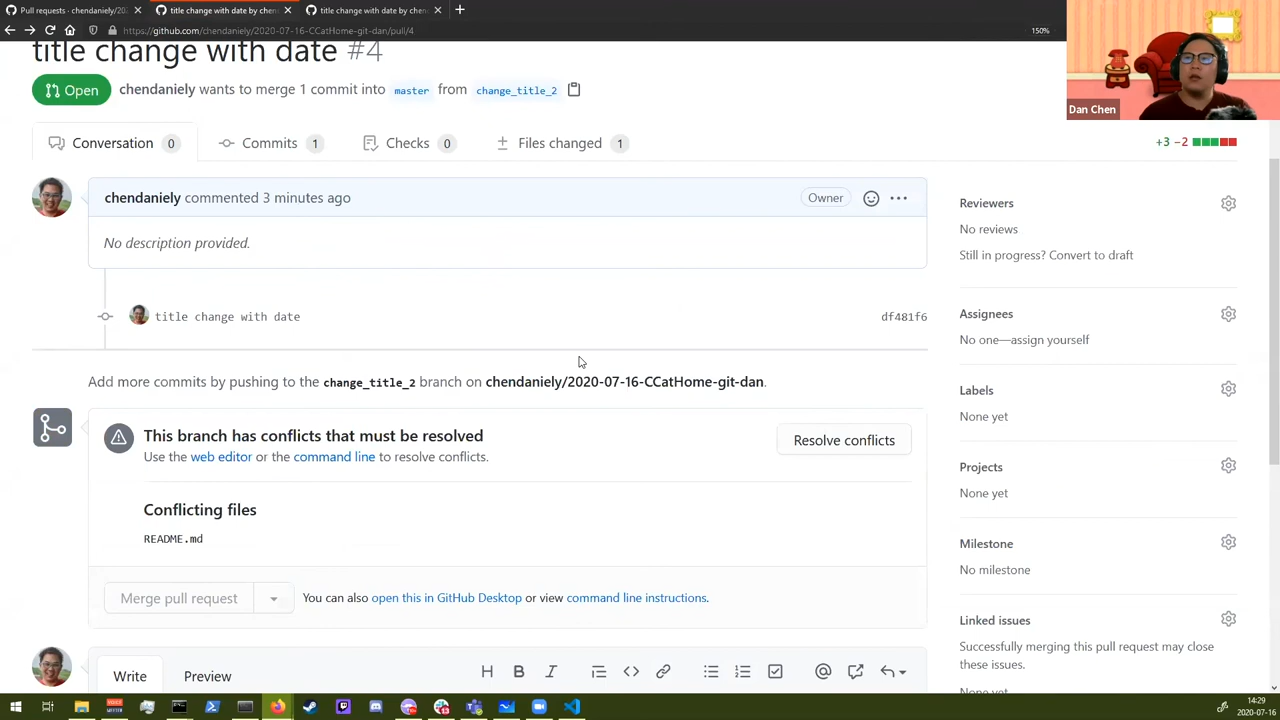 Pull requests · chendaniely/202
title change with date by chen
title change with date by chen
https://github.com/chendaniely/2020-07-16-CCatHome-git-dan/pull/4
150%
title change with date #4
Open
chendaniely wants to merge 1 commit into master from change_title_2
Conversation 0
Commits 1
Checks 0
Files changed 1
+3 −2
chendaniely commented 3 minutes ago
Owner
No description provided.
title change with date
df481f6
Add more commits by pushing to the change_title_2 branch on chendaniely/2020-07-16-CCatHome-git-dan.
This branch has conflicts that must be resolved
Use the web editor or the command line to resolve conflicts.
Resolve conflicts
Conflicting files
README.md
Merge pull request
You can also open this in GitHub Desktop or view command line instructions.
Write
Preview
Reviewers
No reviews
Still in progress? Convert to draft
Assignees
No one—assign yourself
Labels
None yet
Projects
None yet
Milestone
No milestone
Linked issues
Successfully merging this pull request may close
these issues.
None yet
Dan Chen
14:29
2020-07-16